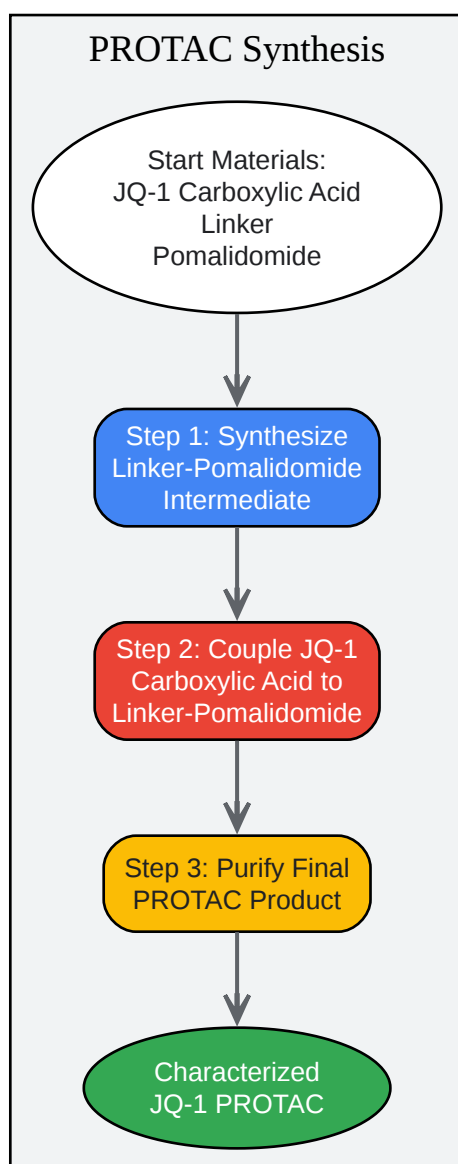 PROTAC Synthesis
Start Materials:
JQ-1 Carboxylic Acid
Linker
Pomalidomide
Step 1: Synthesize
Linker-Pomalidomide
Intermediate
Step 2: Couple JQ-1
Carboxylic Acid to
Linker-Pomalidomide
Step 3: Purify Final
PROTAC Product
Characterized
JQ-1 PROTAC